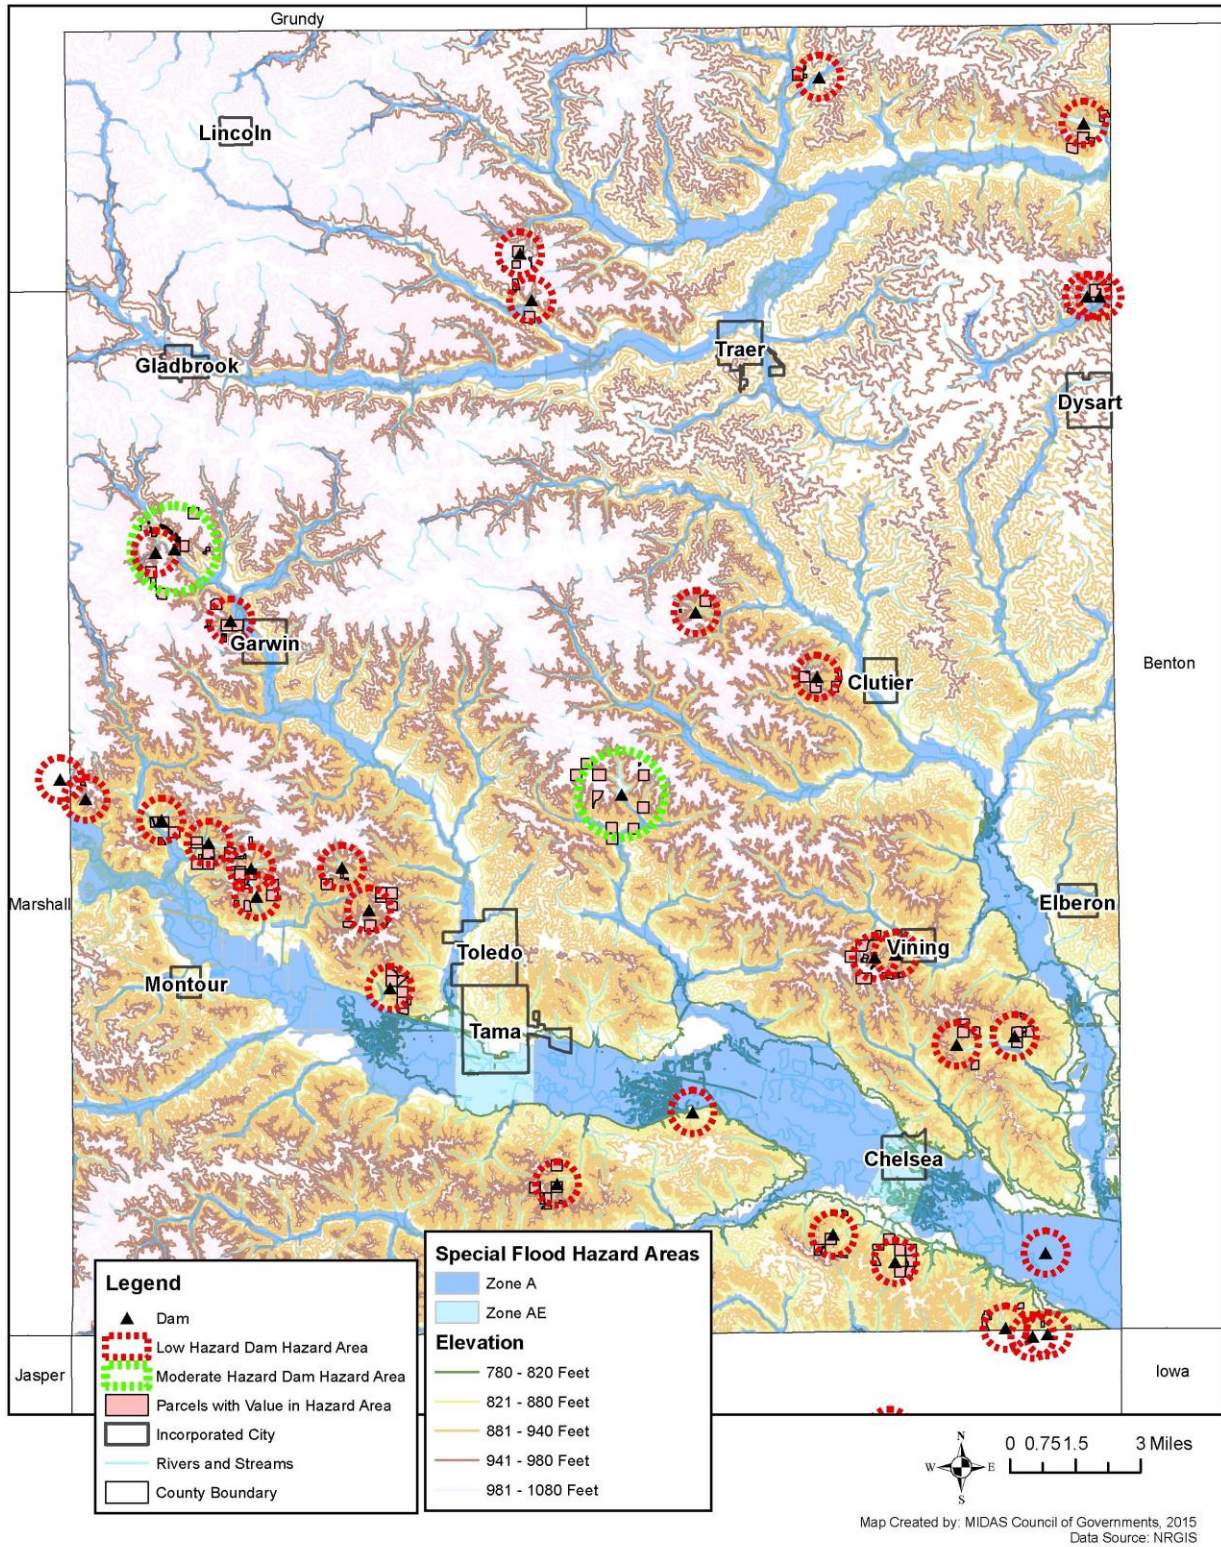 Grundy
Lincoln
Traer
Gladbrook
Dysart
Garwin
Benton
Clutier
Marshall
Elberon
Toledo
Vining
Montour
Tama
Chelsea
Legend
Dam
Low Hazard Dam Hazard Area
Moderate Hazard Dam Hazard Area
Parcels with Value in Hazard Area
Incorporated City
Rivers and Streams
County Boundary
Special Flood Hazard Areas
Zone A
Zone AE
Elevation
780 - 820 Feet
821 - 880 Feet
881 - 940 Feet
941 - 980 Feet
981 - 1080 Feet
Jasper
Iowa
N
W E
S
0 0.75 1.5 3 Miles
Map Created by: MIDAS Council of Governments, 2015
Data Source: NRGIS